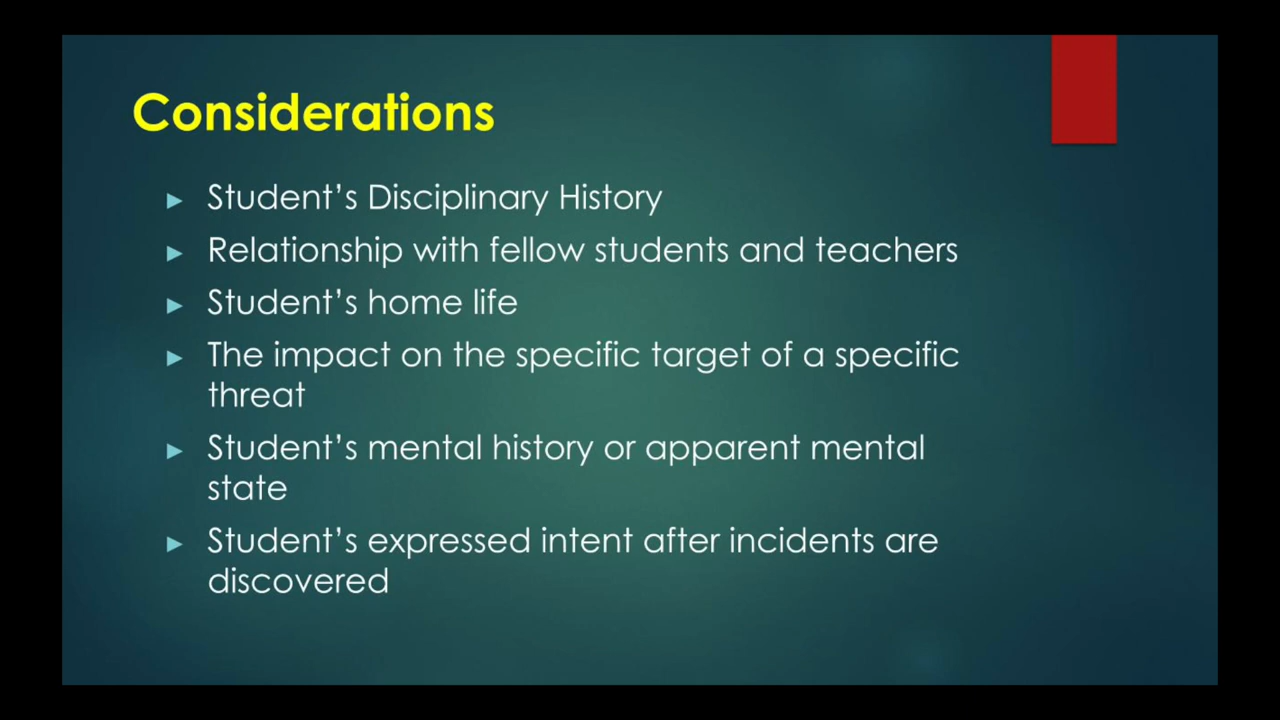 Considerations
Student’s Disciplinary History
Relationship with fellow students and teachers
Student’s home life
The impact on the specific target of a specific
threat
Student’s mental history or apparent mental
state
Student’s expressed intent after incidents are
discovered